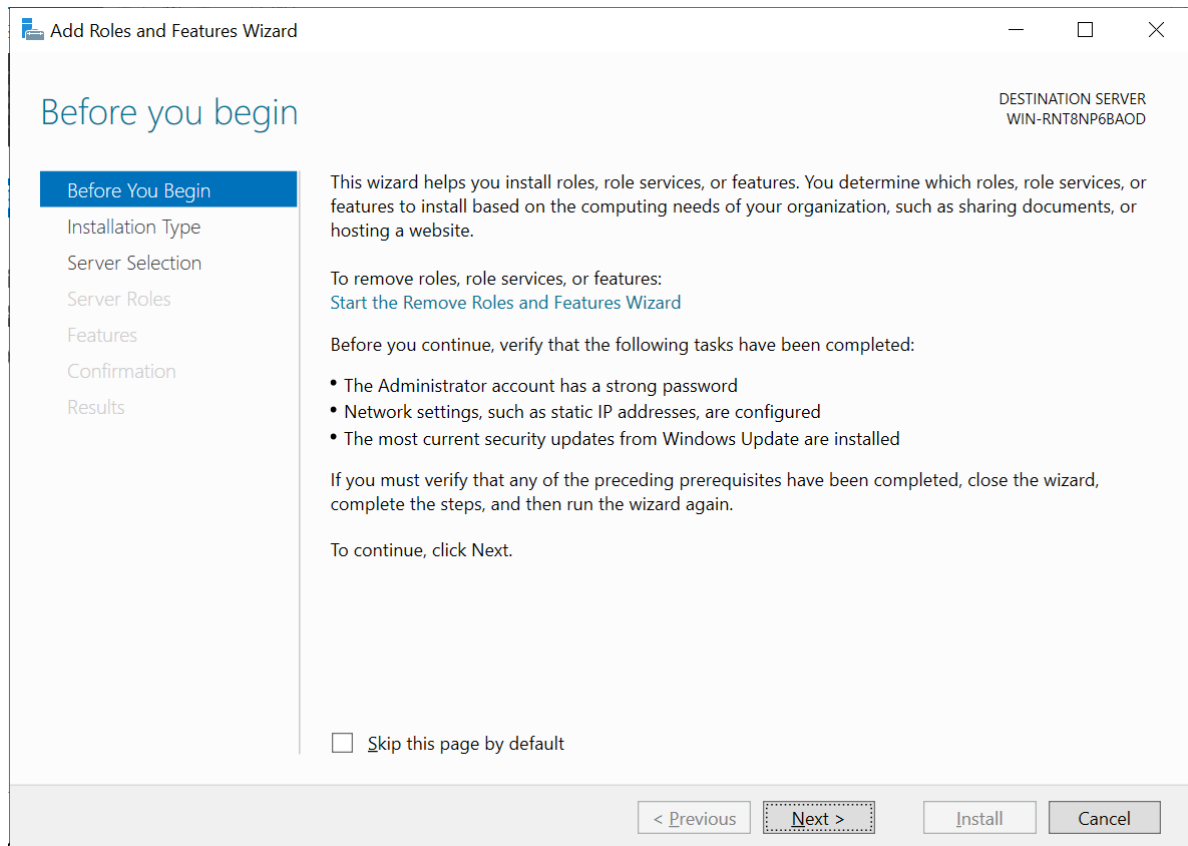 Add Roles and Features Wizard
Before you begin
DESTINATION SERVER
WIN-RNT8NP6BAOD
Before You Begin
Installation Type
Server Selection
Server Roles
Features
Confirmation
Results
This wizard helps you install roles, role services, or features. You determine which roles, role services, or
features to install based on the computing needs of your organization, such as sharing documents, or
hosting a website.
To remove roles, role services, or features:
Start the Remove Roles and Features Wizard
Before you continue, verify that the following tasks have been completed:
• The Administrator account has a strong password
• Network settings, such as static IP addresses, are configured
• The most current security updates from Windows Update are installed
If you must verify that any of the preceding prerequisites have been completed, close the wizard,
complete the steps, and then run the wizard again.
To continue, click Next.
Skip this page by default
< Previous
Next >
Install
Cancel